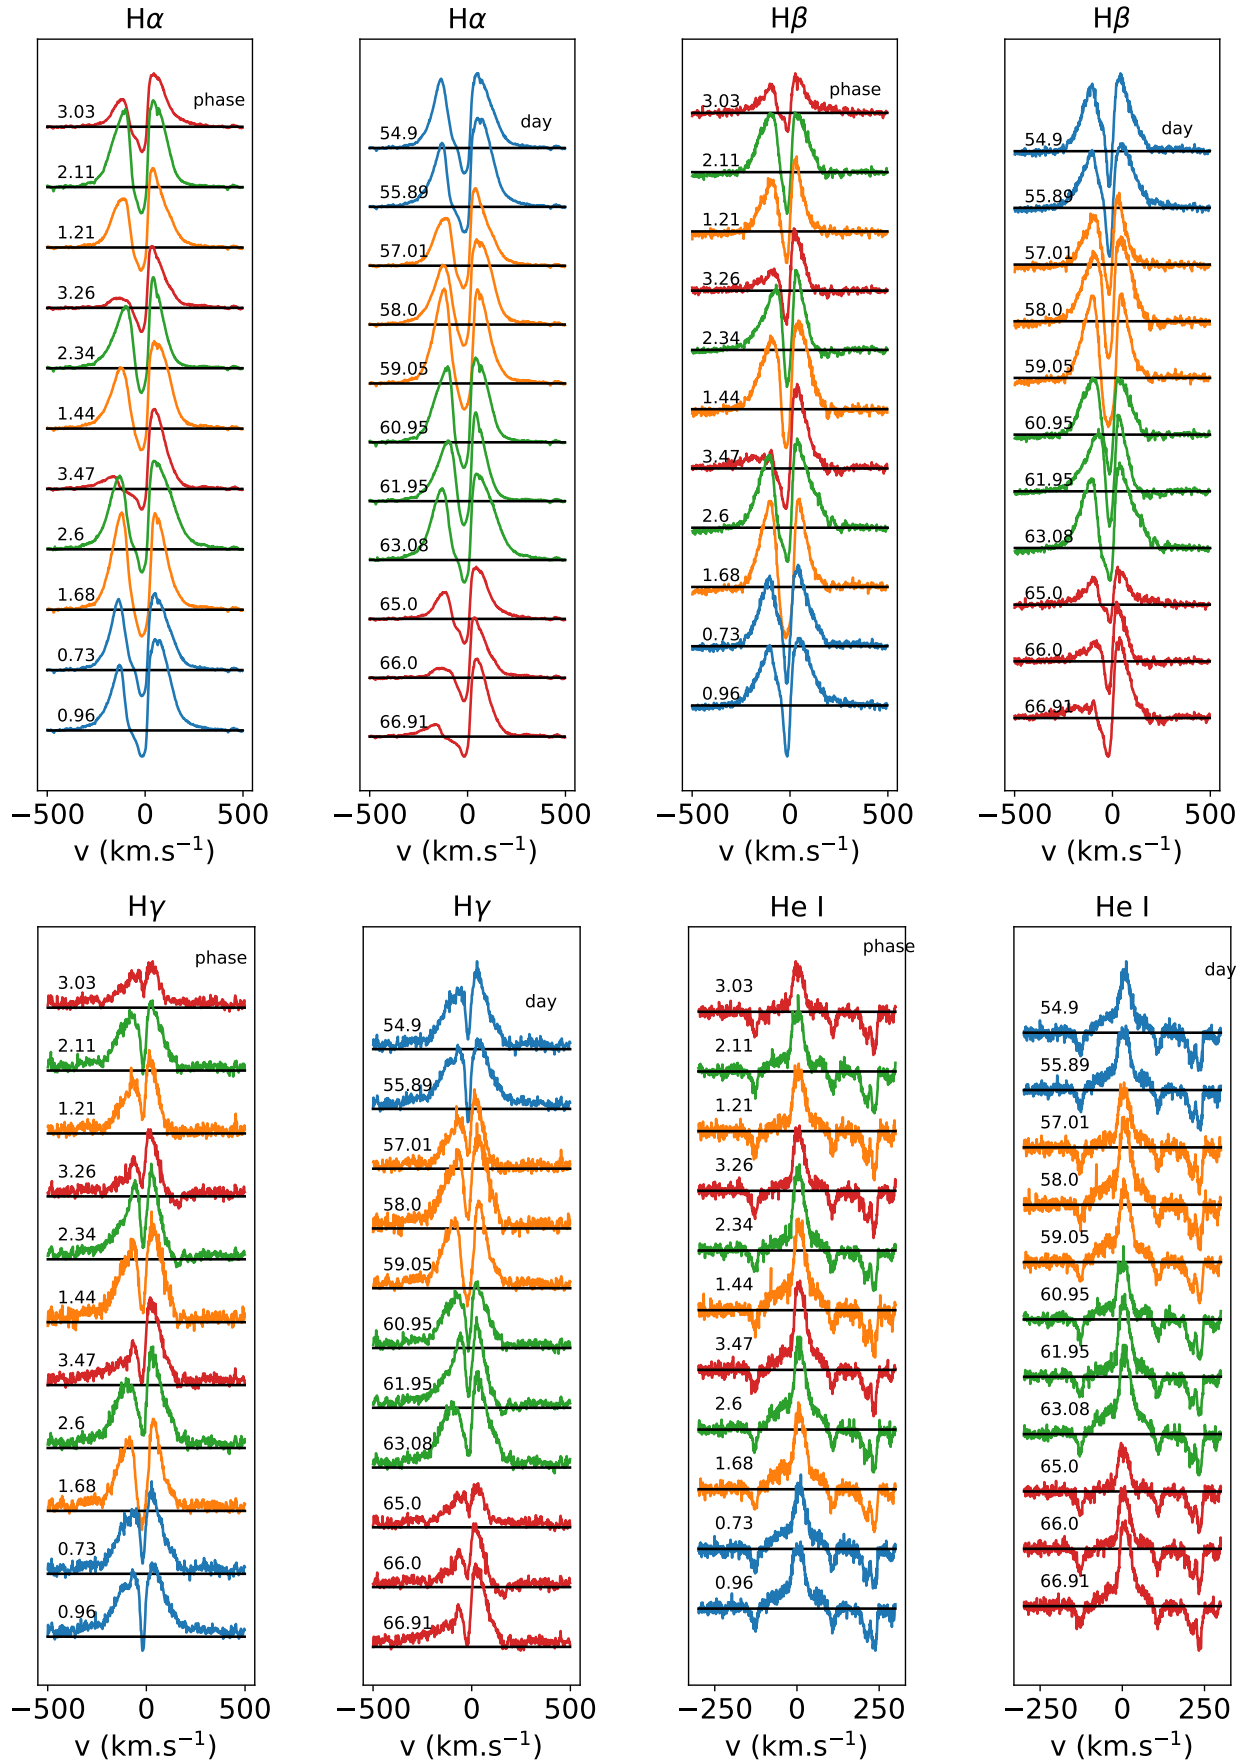 Hα
Hα
Hβ
Hβ
phase
3.03
2.11
1.21
3.26
2.34
1.44
3.47
2.6
1.68
0.73
0.96
−500 0 500
v (km.s−1)
day
54.9
55.89
57.01
58.0
59.05
60.95
61.95
63.08
65.0
66.0
66.91
−500 0 500
v (km.s−1)
phase
3.03
2.11
1.21
3.26
2.34
1.44
3.47
2.6
1.68
0.73
0.96
−500 0 500
v (km.s−1)
day
54.9
55.89
57.01
58.0
59.05
60.95
61.95
63.08
65.0
66.0
66.91
−500 0 500
v (km.s−1)
Hγ
Hγ
He I
He I
phase
3.03
2.11
1.21
3.26
2.34
1.44
3.47
2.6
1.68
0.73
0.96
−500 0 500
v (km.s−1)
day
54.9
55.89
57.01
58.0
59.05
60.95
61.95
63.08
65.0
66.0
66.91
−500 0 500
v (km.s−1)
phase
3.03
2.11
1.21
3.26
2.34
1.44
3.47
2.6
1.68
0.73
0.96
−250 0 250
v (km.s−1)
day
54.9
55.89
57.01
58.0
59.05
60.95
61.95
63.08
65.0
66.0
66.91
−250 0 250
v (km.s−1)